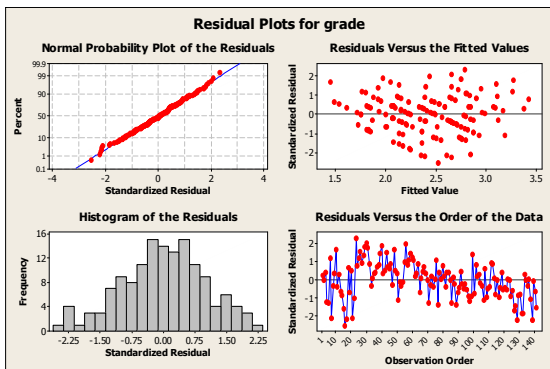 Residual Plots for grade
Normal Probability Plot of the Residuals
99.9
99
90
50
10
1
0.1
Percent
-4 -2 0 2 4
Standardized Residual
Residuals Versus the Fitted Values
2
1
0
-1
-2
Standardized Residual
1.5 2.0 2.5 3.0 3.5
Fitted Value
Histogram of the Residuals
16
12
8
4
0
Frequency
-2.25 -1.50 -0.75 0.00 0.75 1.50 2.25
Standardized Residual
Residuals Versus the Order of the Data
2
1
0
-1
-2
Standardized Residual
1 10 20 30 40 50 60 70 80 90 100 110 120 130 140
Observation Order